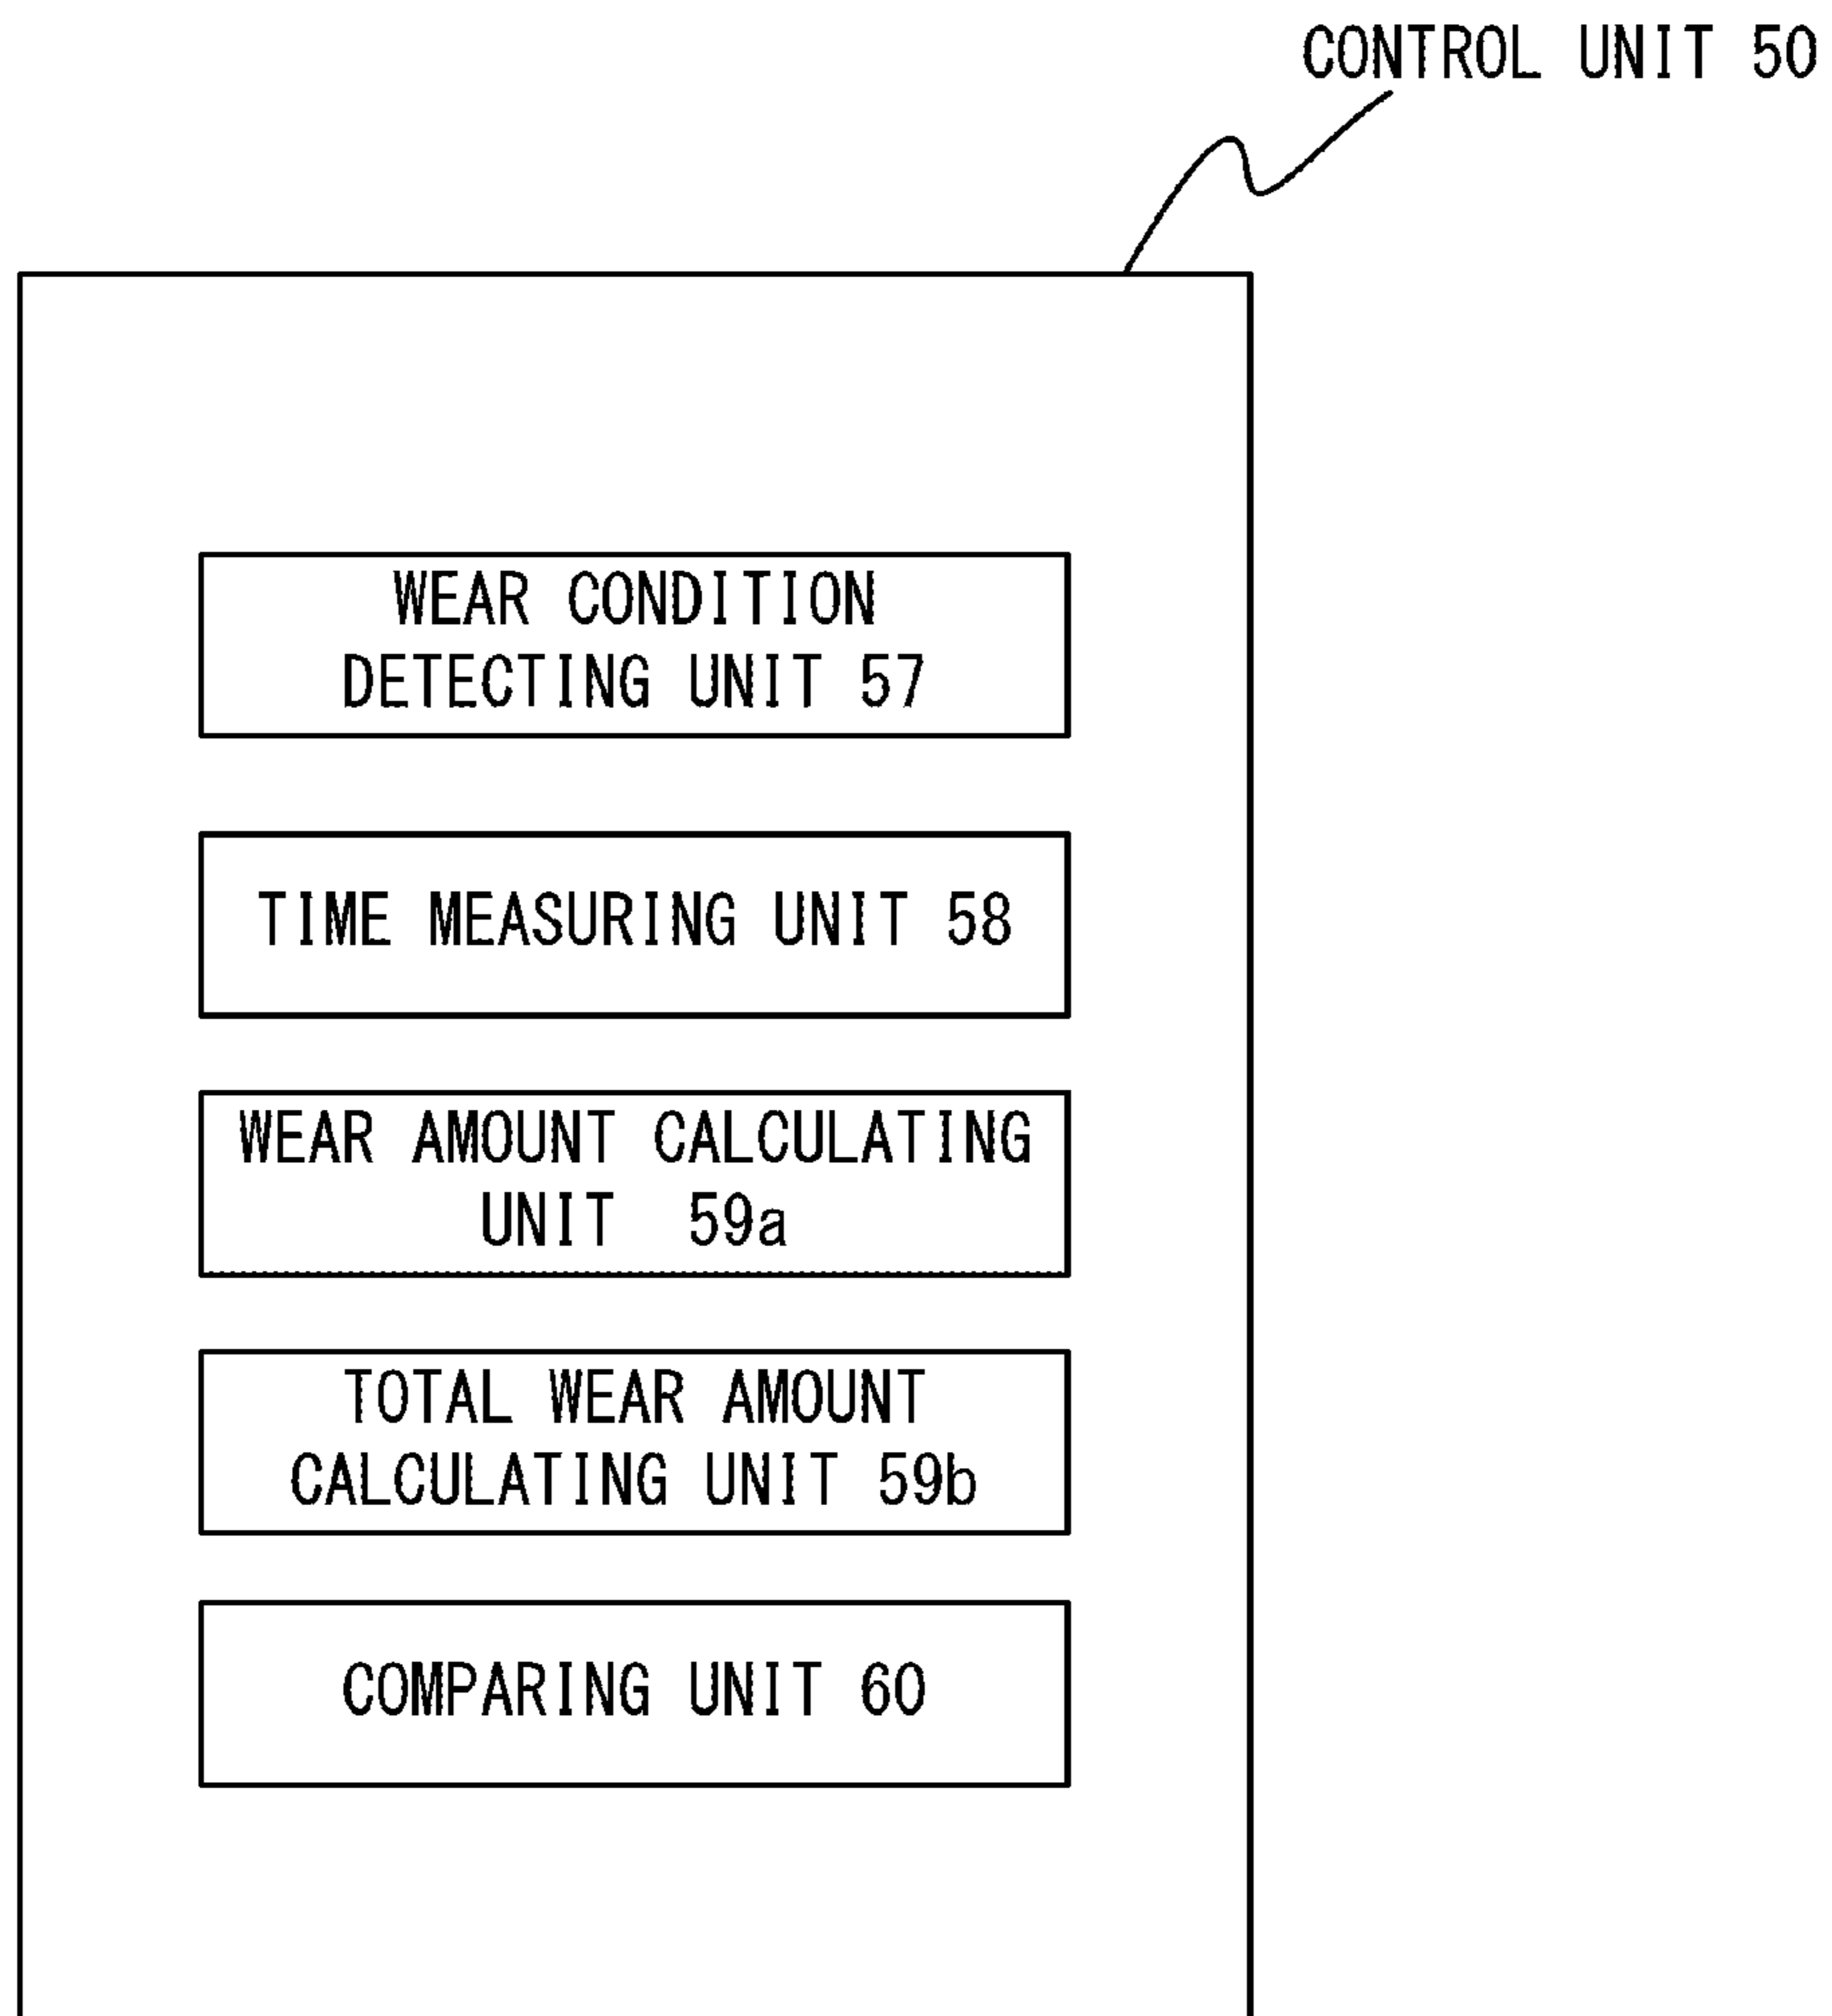 CONTROL UNIT 50
WEAR CONDITION
DETECTING UNIT 57
TIME MEASURING UNIT 58
WEAR AMOUNT CALCULATING
UNIT 59a
TOTAL WEAR AMOUNT
CALCULATING UNIT 59b
COMPARING UNIT 60